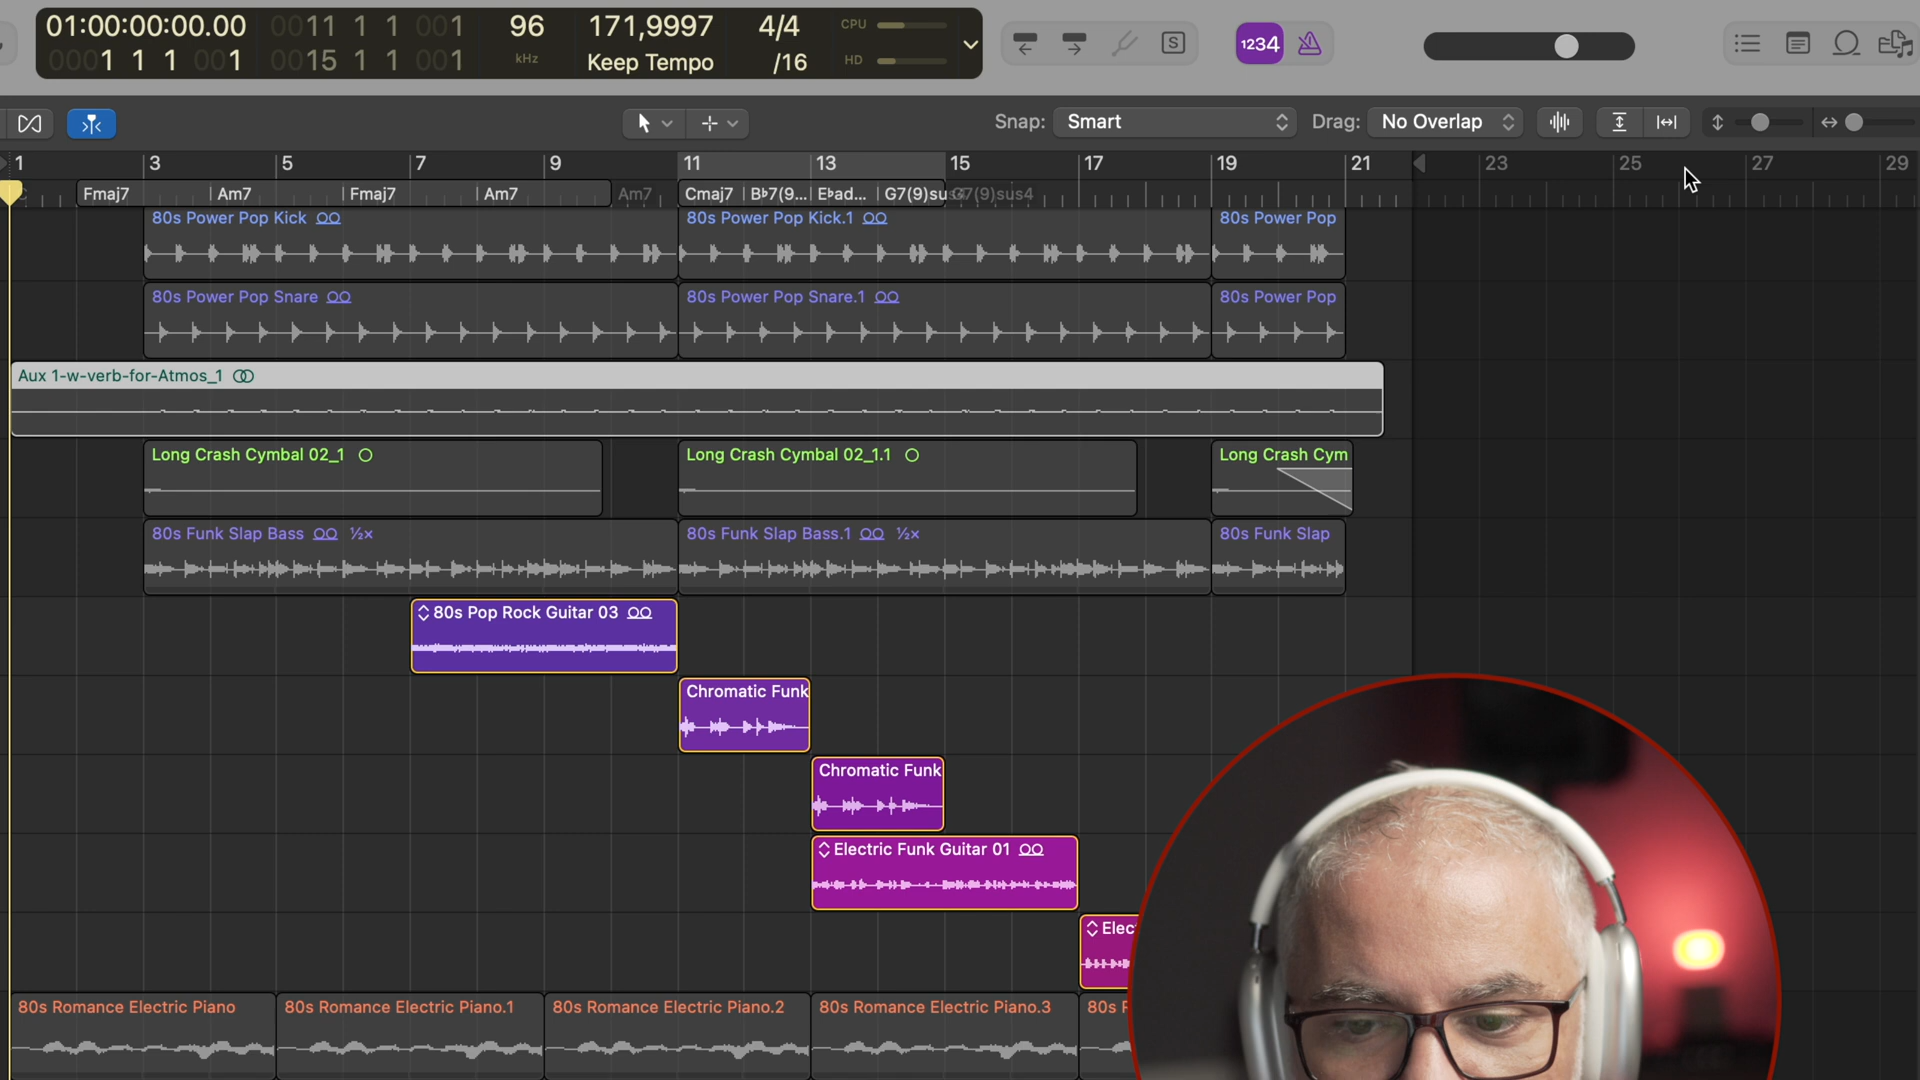 01:00:00:00.00 0011 1 1 001 96 171,9997 4/4 CPU
0001 1 1 001 0015 1 1 001 kHz Keep Tempo /16 HD
S 1234
Snap: Smart Drag: No Overlap
1 3 5 7 9 11 13 15 17 19 21 23 25 27 29
Fmaj7 Am7 Fmaj7 Am7 Am7 Cmaj7 B♭7(9... E♭ad... G7(9)su G7(9)sus4
80s Power Pop Kick 80s Power Pop Kick.1 80s Power Pop
80s Power Pop Snare 80s Power Pop Snare.1 80s Power Pop
Aux 1-w-verb-for-Atmos_1
Long Crash Cymbal 02_1 Long Crash Cymbal 02_1.1 Long Crash Cym
80s Funk Slap Bass ½× 80s Funk Slap Bass.1 ½× 80s Funk Slap
80s Pop Rock Guitar 03
Chromatic Funk
Chromatic Funk
Electric Funk Guitar 01
Elec
80s Romance Electric Piano 80s Romance Electric Piano.1 80s Romance Electric Piano.2 80s Romance Electric Piano.3 80s R